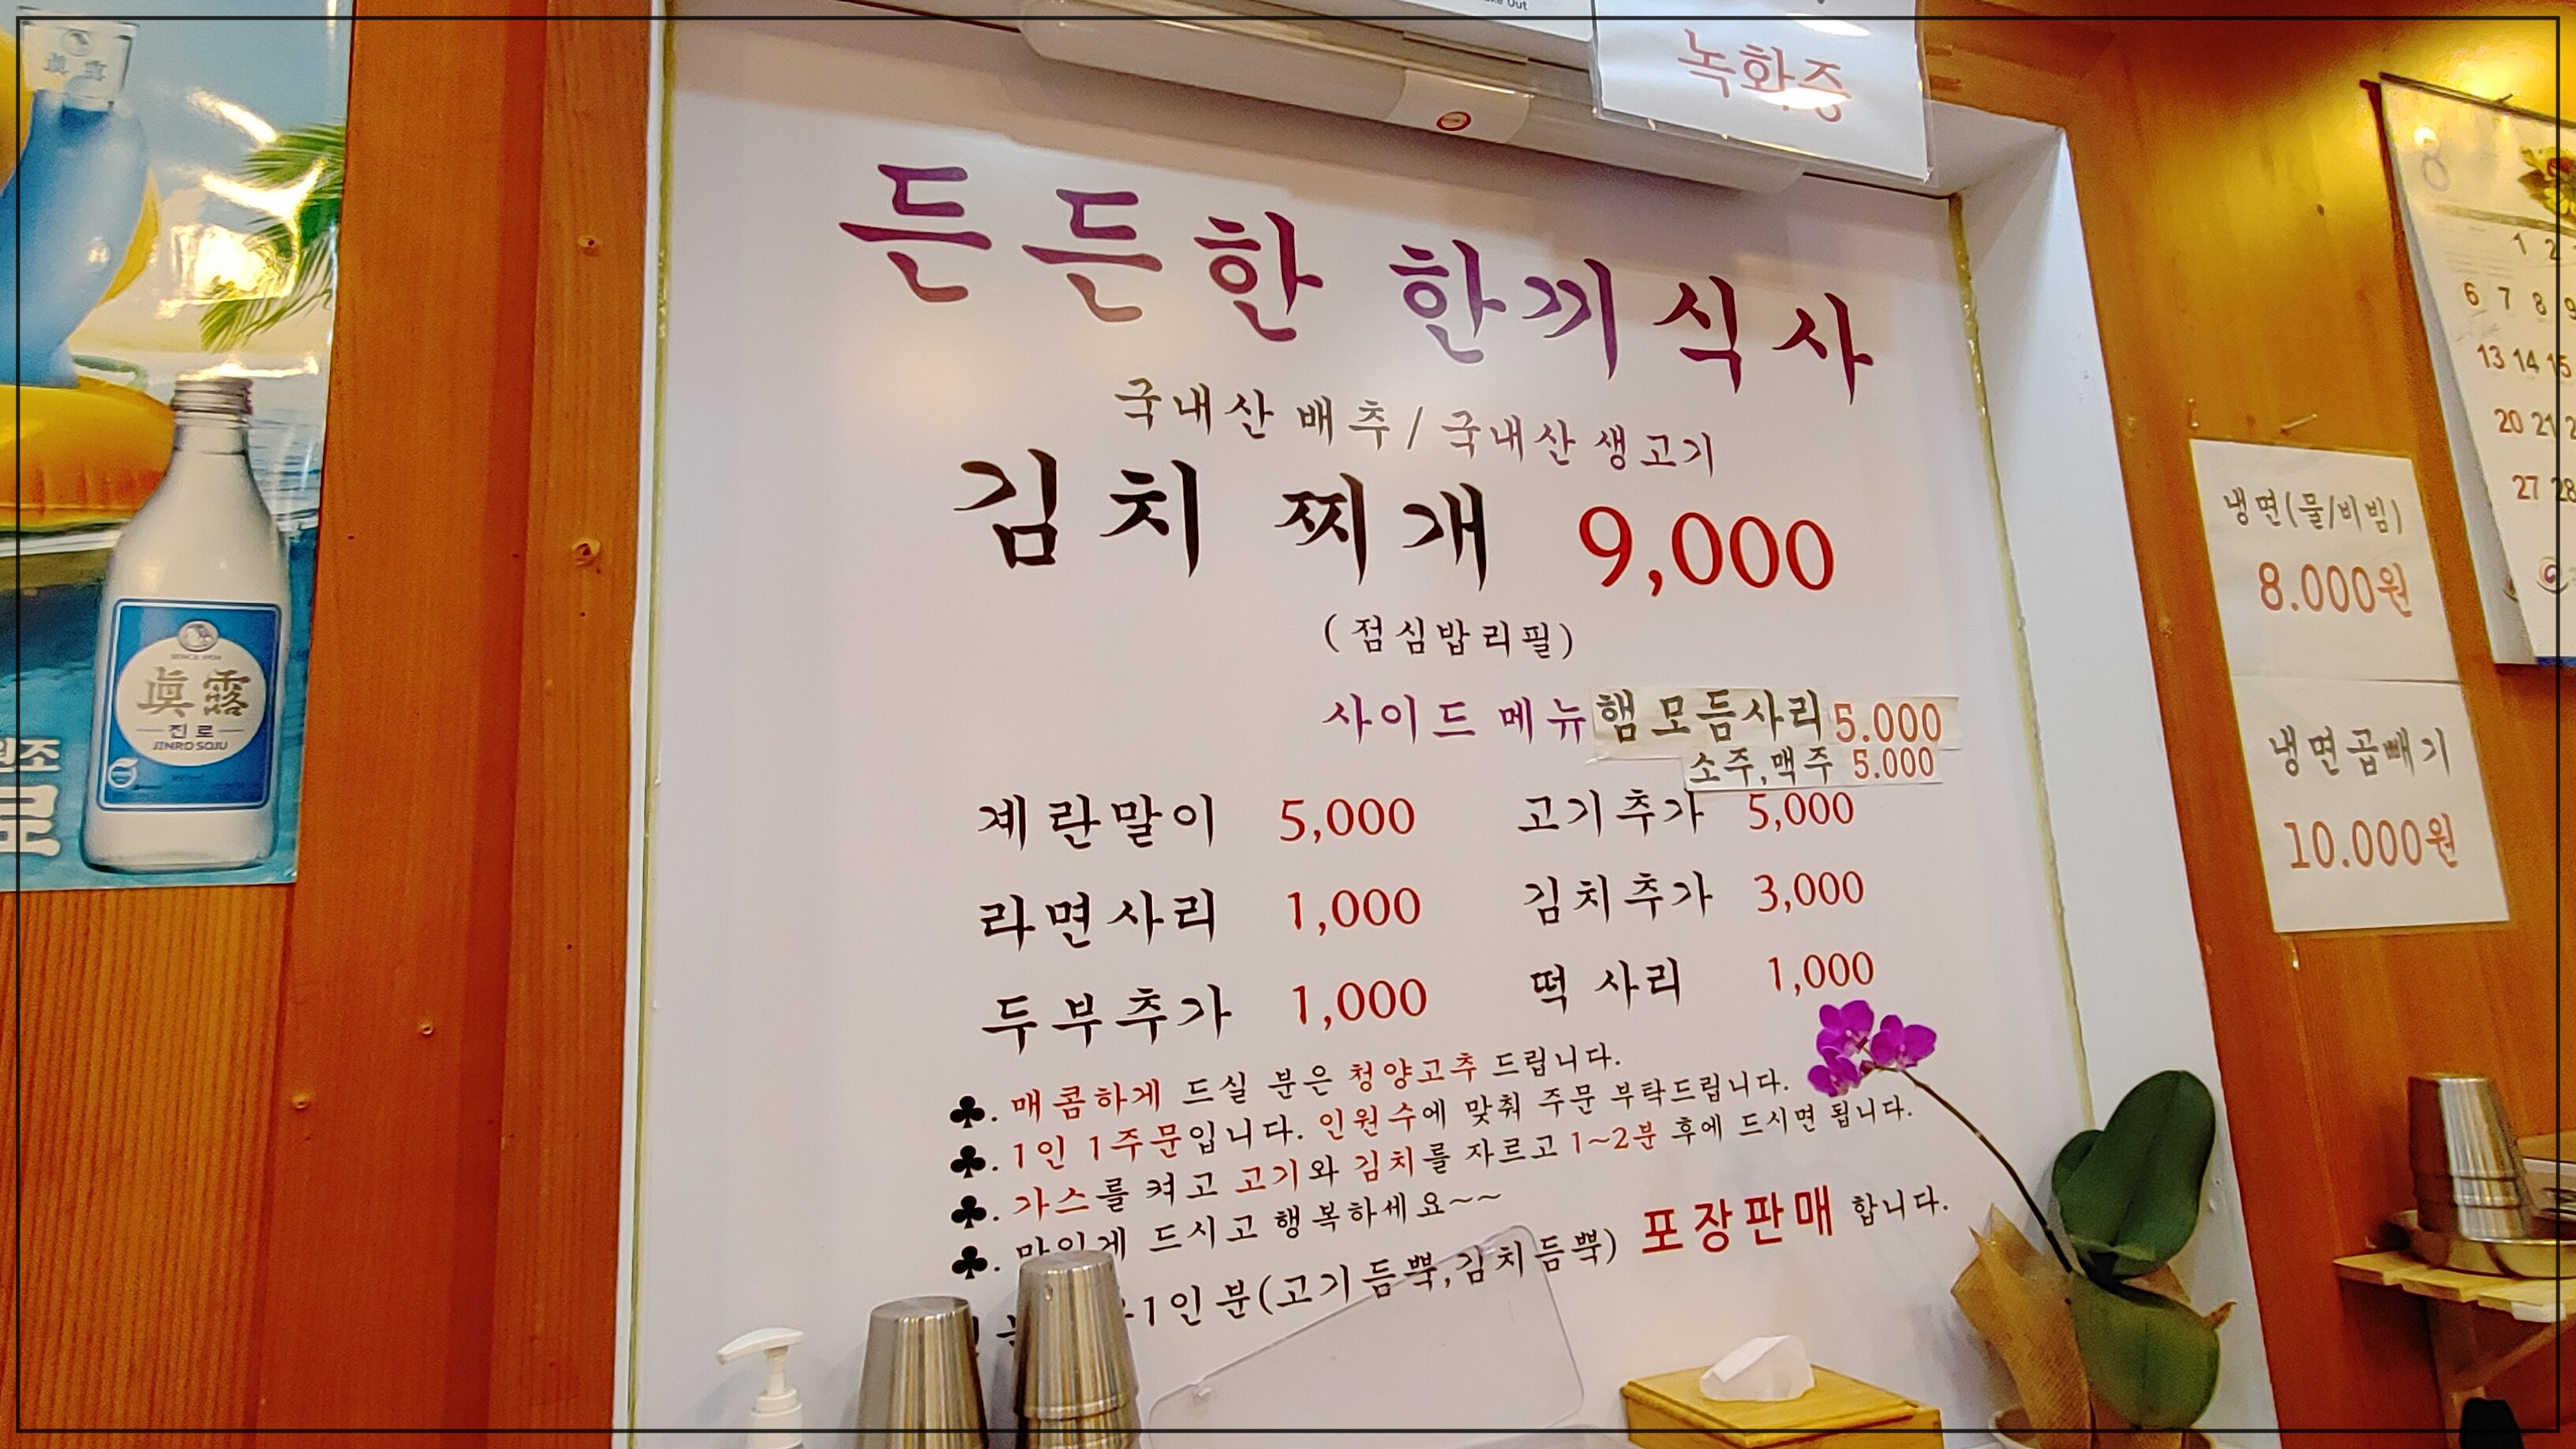 녹화중
든든한 한끼식사
국내산 배추/국내산 생고기
김치 찌개 9,000
(점심밥리필)
사이드 메뉴 햄 모듬사리 5.000
소주,맥주 5.000
계란말이 5,000 고기추가 5,000
라면사리 1,000 김치추가 3,000
두부추가 1,000 떡 사리 1,000
♣. 매콤하게 드실 분은 청양고추 드립니다.
♣. 1인 1주문입니다. 인원수에 맞춰 주문 부탁드립니다.
♣. 가스를 켜고 고기와 김치를 자르고 1~2분 후에 드시면 됩니다.
♣. 맛있게 드시고 행복하세요~~
1인분(고기듬뿍,김치듬뿍) 포장판매 합니다.
냉면(물/비빔)
8.000원
냉면곱빼기
10.000원
1 2
6 7 8 9
13 14 15
20 21
27 28
眞露
SINCE 1924
眞露
진로
JINRO SOJU
원조
로